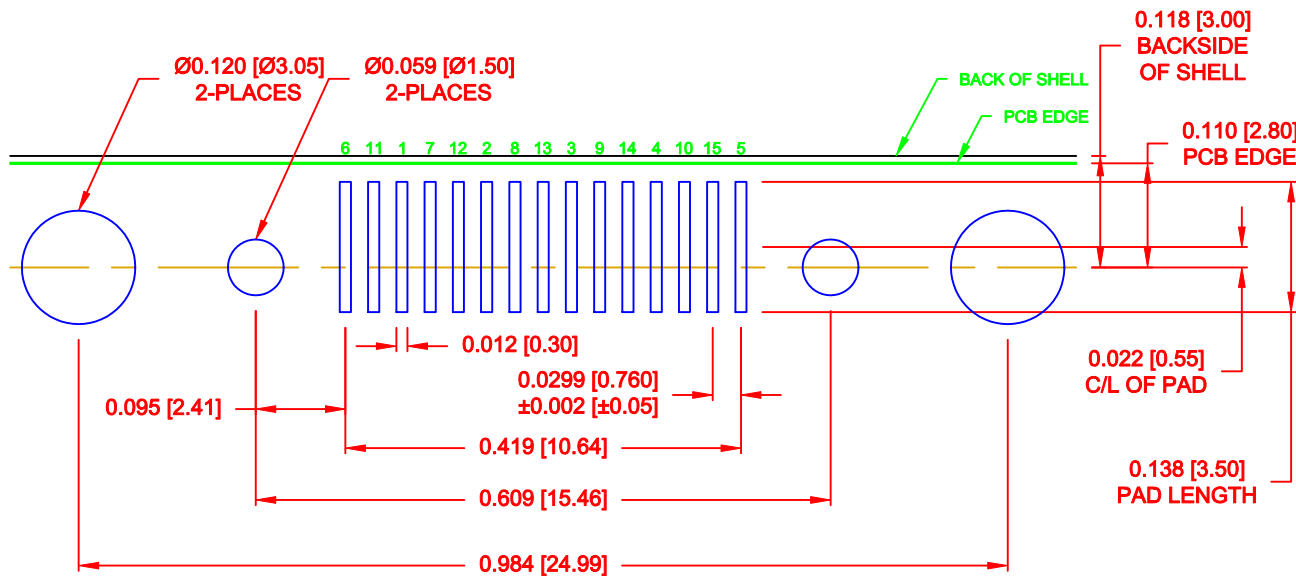 0.118 [3.00]
BACKSIDE
OF SHELL
Ø0.120 [Ø3.05]
2-PLACES
Ø0.059 [Ø1.50]
2-PLACES
BACK OF SHELL
PCB EDGE
0.110 [2.80]
PCB EDGE
6 11 1 7 12 2 8 13 3 9 14 4 10 15 5
0.012 [0.30]
0.022 [0.55]
C/L OF PAD
0.0299 [0.760]
±0.002 [±0.05]
0.095 [2.41]
0.419 [10.64]
0.138 [3.50]
PAD LENGTH
0.609 [15.46]
0.984 [24.99]